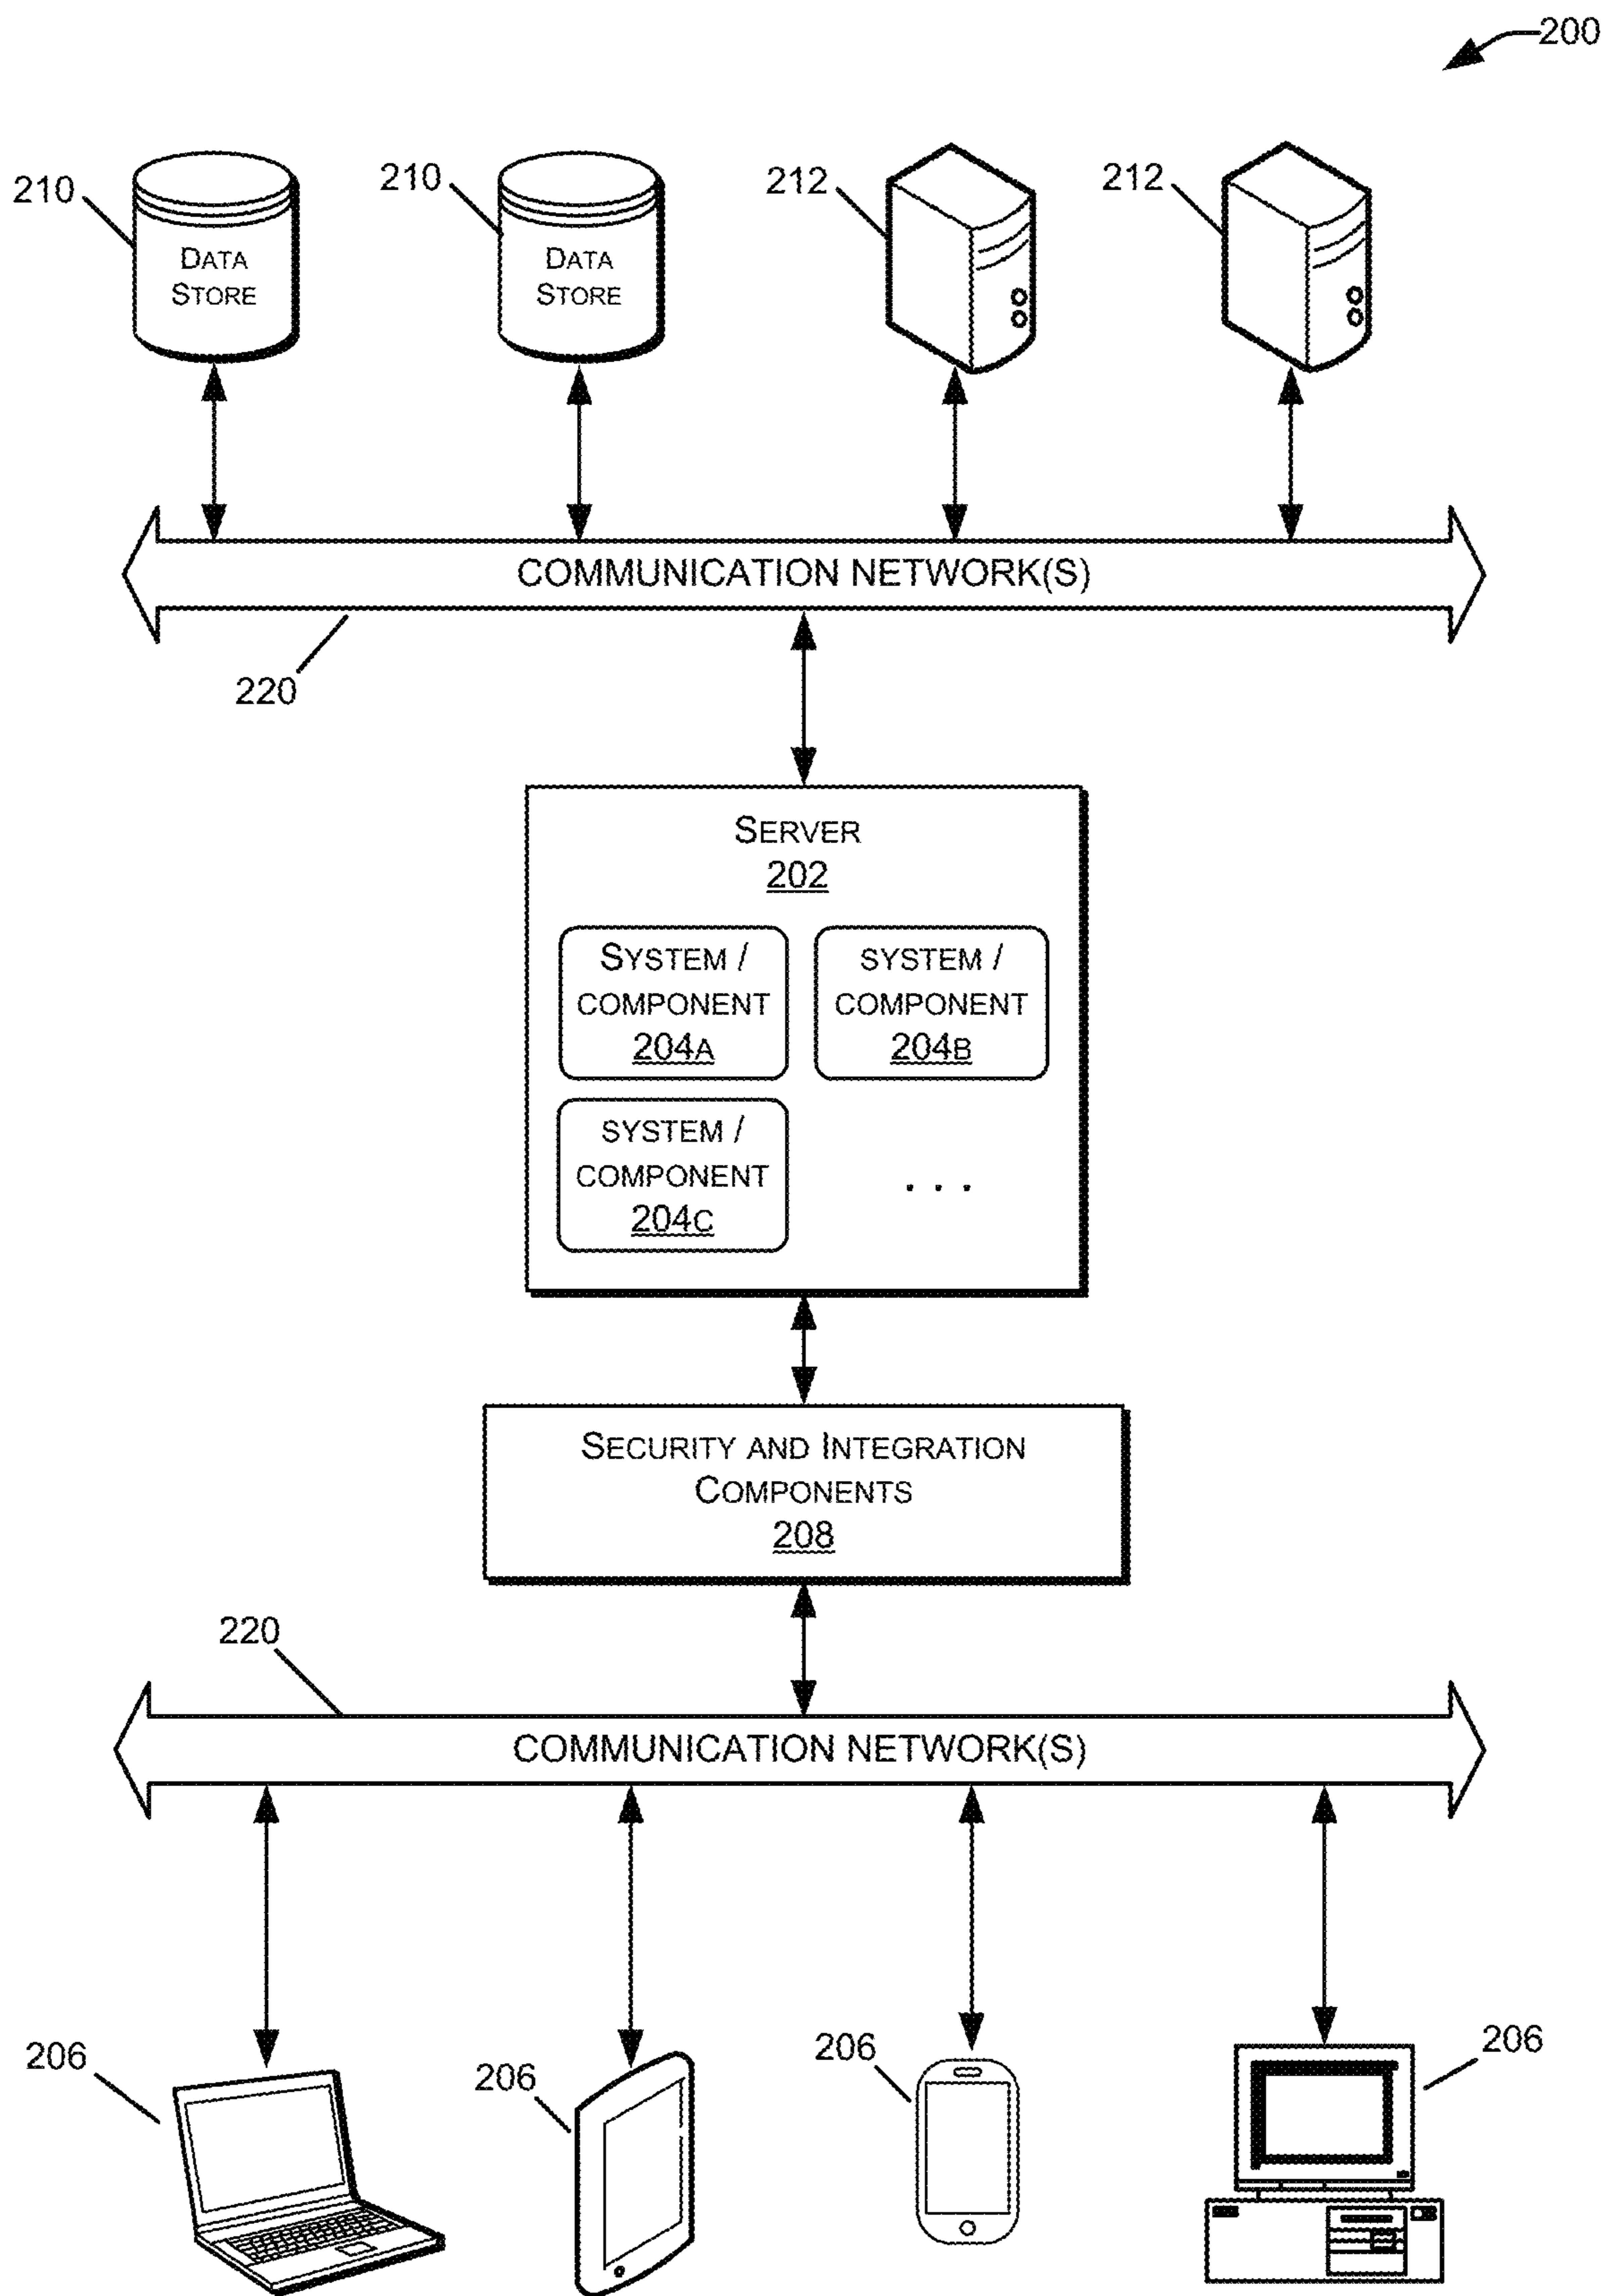 200
210
210
212
212
DATA
STORE
DATA
STORE
COMMUNICATION NETWORK(S)
220
SERVER
202
SYSTEM /
COMPONENT
204A
SYSTEM /
COMPONENT
204B
SYSTEM /
COMPONENT
204C
. . .
SECURITY AND INTEGRATION
COMPONENTS
208
220
COMMUNICATION NETWORK(S)
206
206
206
206